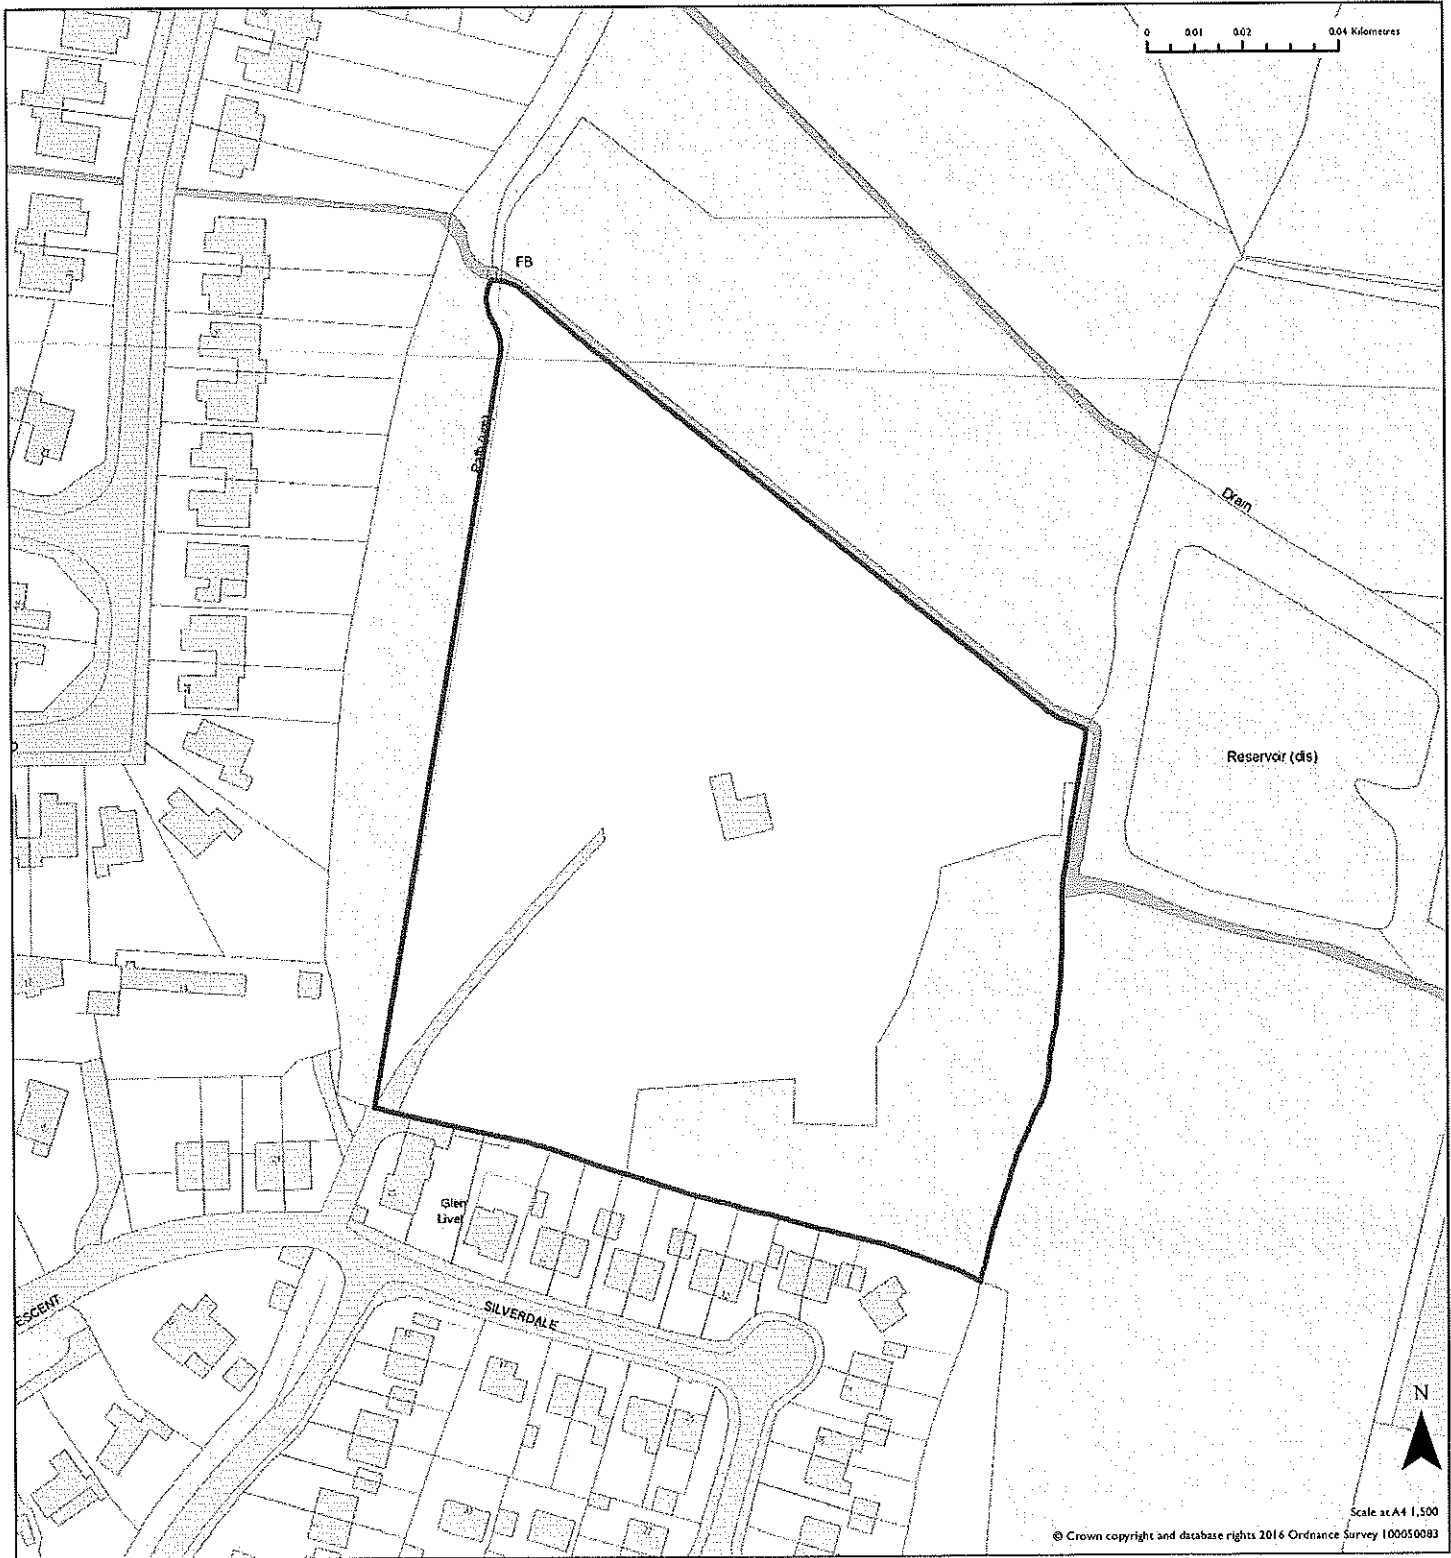 0 0.01 0.02 0.04 Kilometres
FB
Path (um)
Drain
Reservoir (dis)
Glen
Livet
ESCENT
SILVERDALE
N
Scale at A4 1,500
© Crown copyright and database rights 2016 Ordnance Survey 100050083